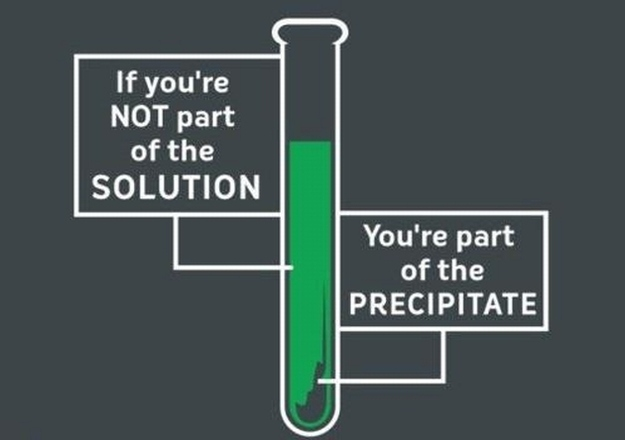 If you're
NOT part
of the
SOLUTION
You're part
of the
PRECIPITATE